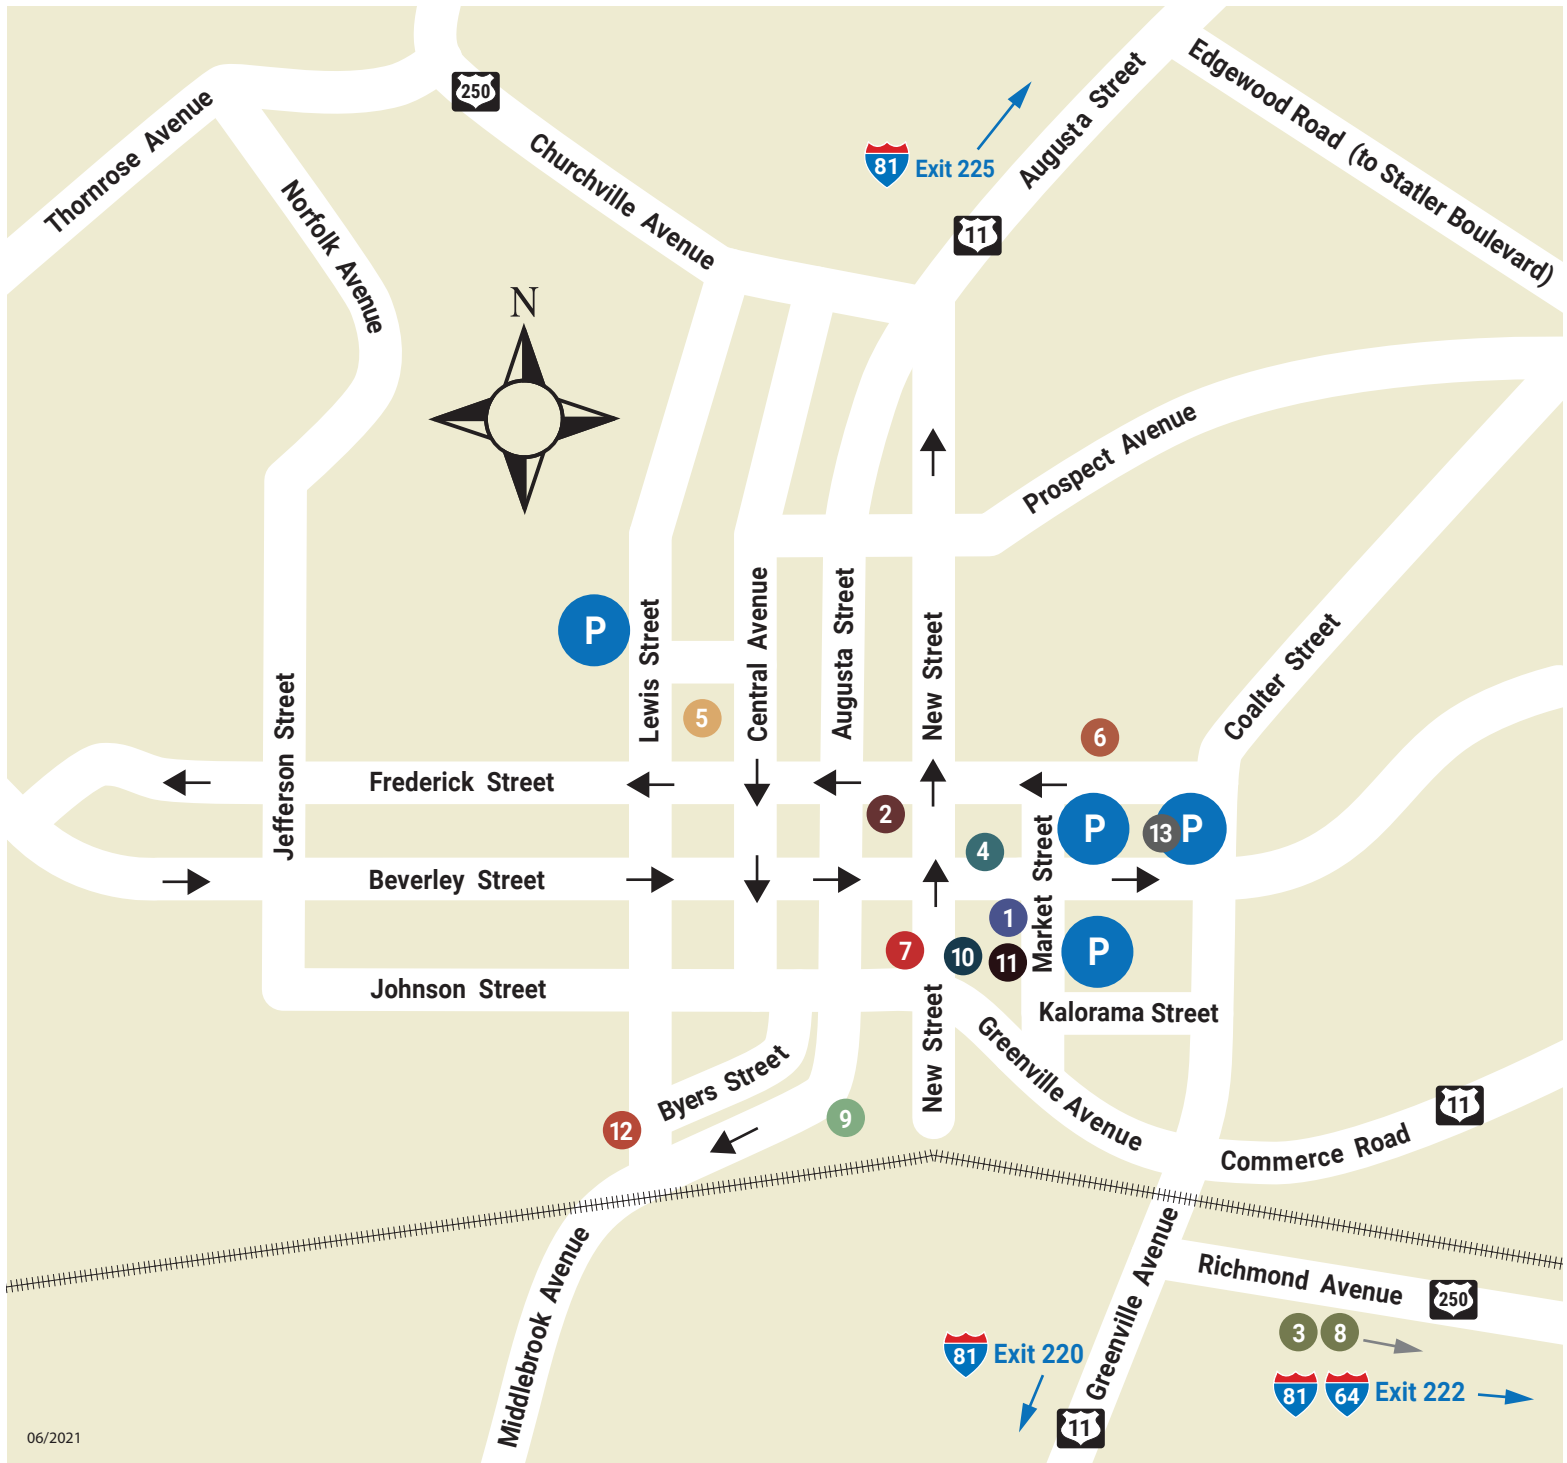 250
Thornrose Avenue
Norfolk Avenue
Churchville Avenue
81 Exit 225
Augusta Street
11
Edgewood Road (to Statler Boulevard)
N
Prospect Avenue
P
Lewis Street
Central Avenue
Augusta Street
New Street
Coalter Street
Jefferson Street
5
6
Frederick Street
2
4
Market Street
P
13
P
Beverley Street
1
7
10
11
P
Johnson Street
New Street
Kalorama Street
Greenville Avenue
Byers Street
12
9
11
Commerce Road
Middlebrook Avenue
Greenville Avenue
Richmond Avenue
250
3
8
81 Exit 220
81 64 Exit 222
11
06/2021